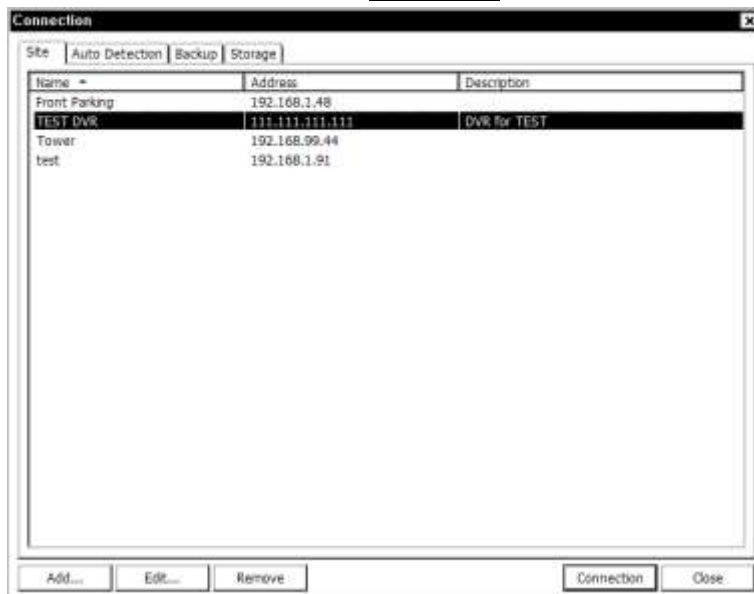 Connection
Site Auto Detection Backup Storage
Name Address Description
Front Parking 192.168.1.48
TEST DVR 111.111.111.111 DVR for TEST
Tower 192.168.99.44
test 192.168.1.91
Add... Edit... Remove Connection Close